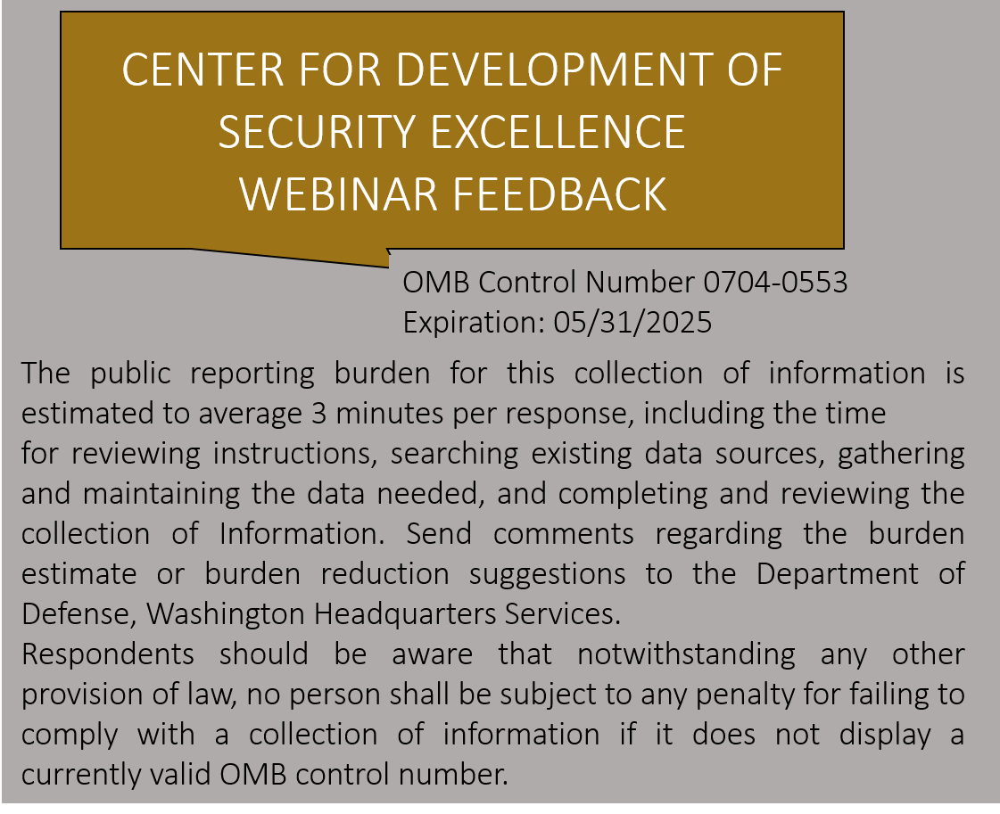 CENTER FOR DEVELOPMENT OF
SECURITY EXCELLENCE
WEBINAR FEEDBACK
OMB Control Number 0704-0553
Expiration: 05/31/2025
The public reporting burden for this collection of information is
estimated to average 3 minutes per response, including the time
for reviewing instructions, searching existing data sources, gathering
and maintaining the data needed, and completing and reviewing the
collection of Information. Send comments regarding the burden
estimate or burden reduction suggestions to the Department of
Defense, Washington Headquarters Services.
Respondents should be aware that notwithstanding any other
provision of law, no person shall be subject to any penalty for failing to
comply with a collection of information if it does not display a
currently valid OMB control number.